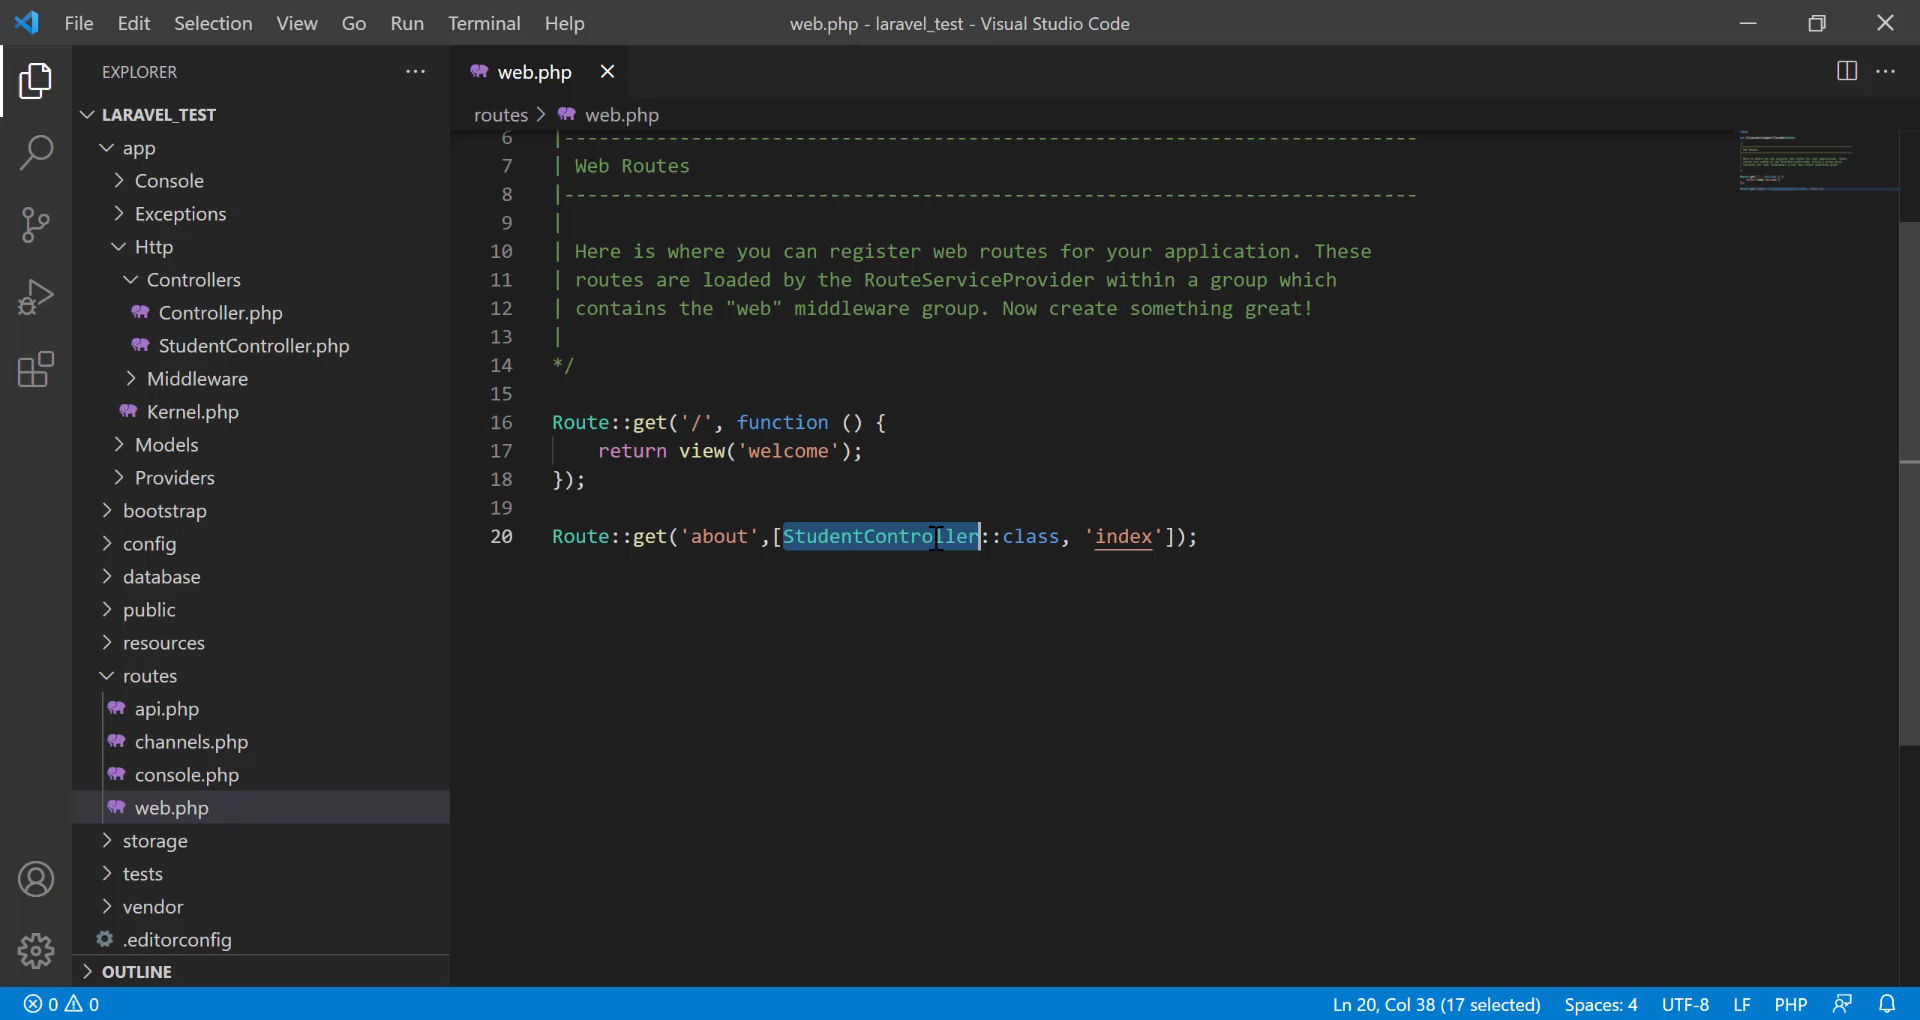 File Edit Selection View Go Run Terminal Help web.php - laravel_test - Visual Studio Code
EXPLORER
LARAVEL_TEST
app
Console
Exceptions
Http
Controllers
Controller.php
StudentController.php
Middleware
Kernel.php
Models
Providers
bootstrap
config
database
public
resources
routes
api.php
channels.php
console.php
web.php
storage
tests
vendor
.editorconfig
OUTLINE
web.php
routes > web.php
6 |--------------------------------------------------------------------------
7 | Web Routes
8 |--------------------------------------------------------------------------
9 |
10 | Here is where you can register web routes for your application. These
11 | routes are loaded by the RouteServiceProvider within a group which
12 | contains the "web" middleware group. Now create something great!
13 |
14 */
15
16 Route::get('/', function () {
17 return view('welcome');
18 });
19
20 Route::get('about',[StudentController::class, 'index']);
0 0 Ln 20, Col 38 (17 selected) Spaces: 4 UTF-8 LF PHP